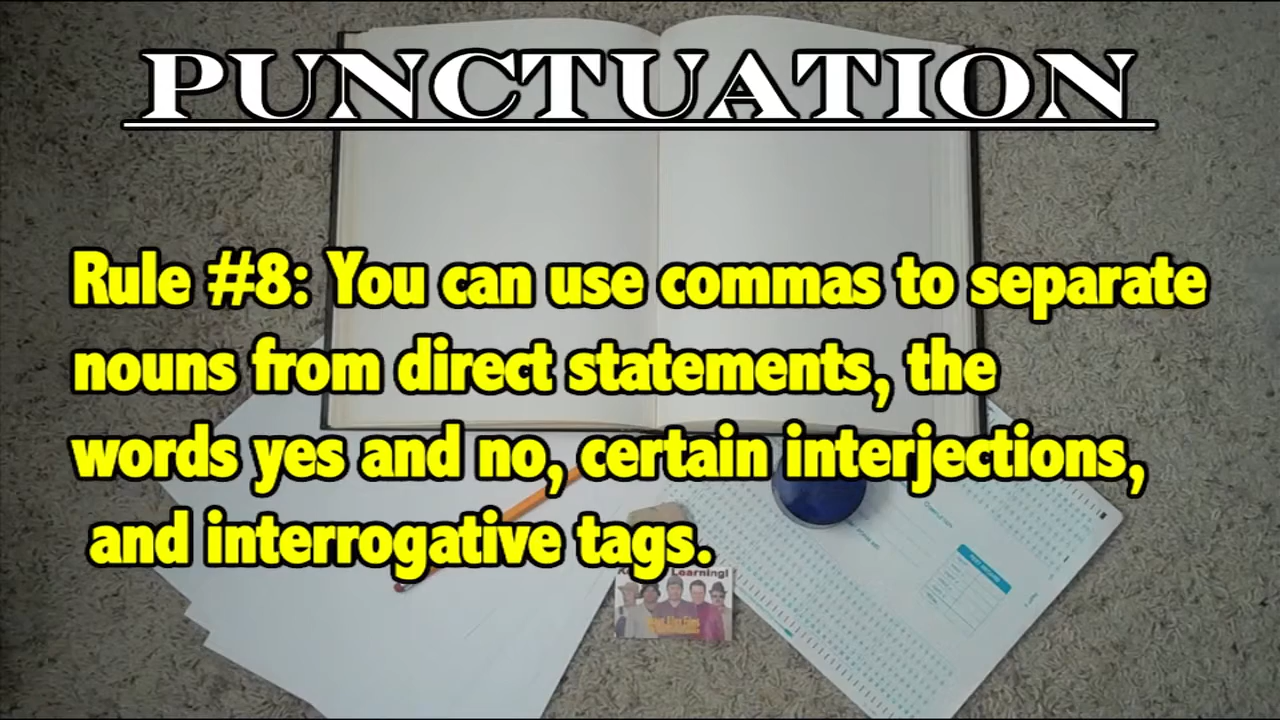 PUNCTUATION
Rule #8: You can use commas to separate
nouns from direct statements, the
words yes and no, certain interjections,
and interrogative tags.
Learning!